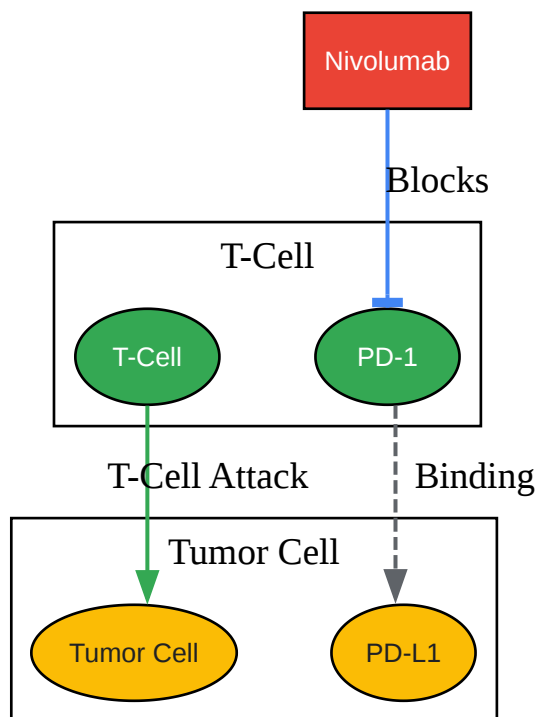 Nivolumab
Blocks
T-Cell
T-Cell
PD-1
T-Cell Attack
Binding
Tumor Cell
Tumor Cell
PD-L1